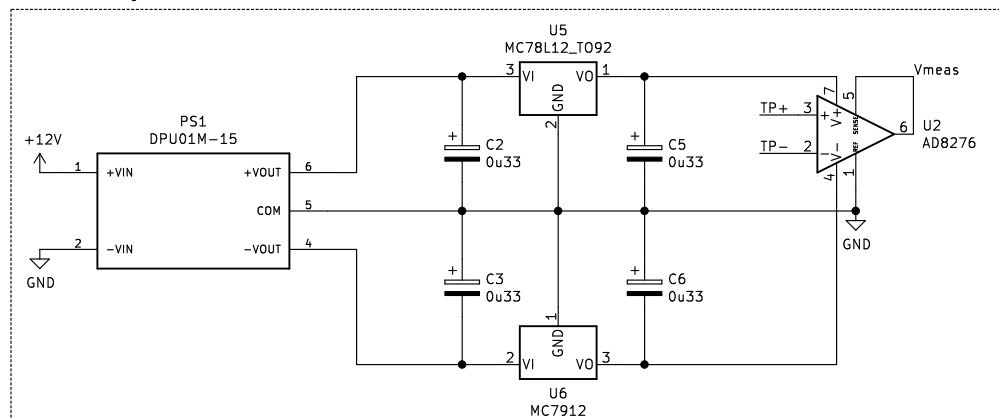 U5
MC78L12_TO92
3 VI VO 1
GND
2
Vmeas
7
5
TP+ 3 + V+ SENSE
6 U2
AD8276
TP- 2 - V- REF
4
1
PS1
DPU01M-15
+12V
1 +VIN +VOUT 6
COM 5
2 -VIN -VOUT 4
GND
+ C2
0u33
+ C5
0u33
GND
+ C3
0u33
+ C6
0u33
1
GND
2 VI VO 3
U6
MC7912